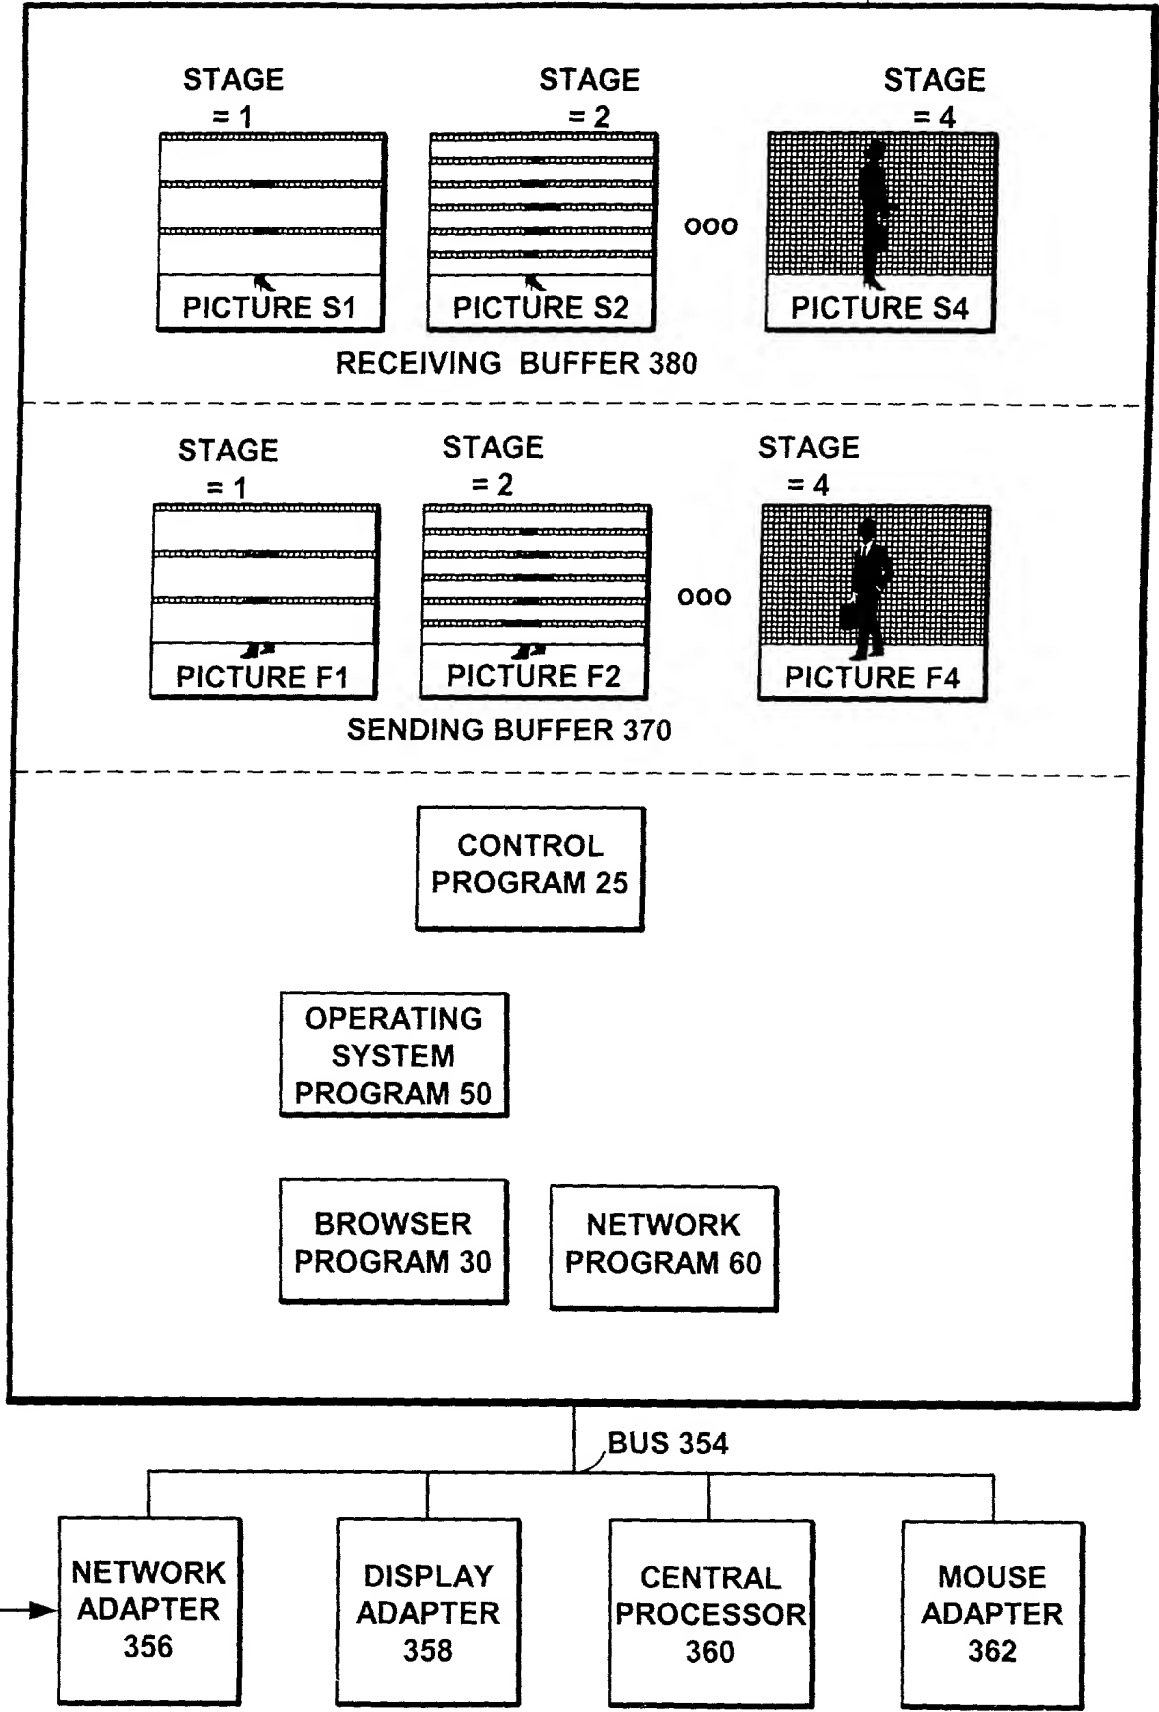 STAGE STAGE STAGE
= 1 = 2 = 4
ooo
PICTURE S1 PICTURE S2 PICTURE S4
RECEIVING BUFFER 380
STAGE STAGE STAGE
= 1 = 2 = 4
ooo
PICTURE F1 PICTURE F2 PICTURE F4
SENDING BUFFER 370
CONTROL
PROGRAM 25
OPERATING
SYSTEM
PROGRAM 50
BROWSER
PROGRAM 30
NETWORK
PROGRAM 60
BUS 354
NETWORK
ADAPTER
356
DISPLAY
ADAPTER
358
CENTRAL
PROCESSOR
360
MOUSE
ADAPTER
362